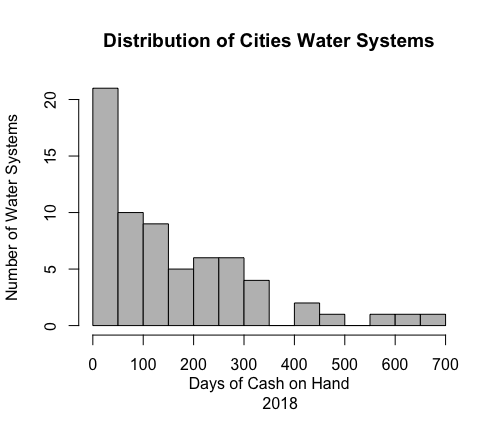 Distribution of Cities Water Systems
Number of Water Systems
20
15
10
5
0
0 100 200 300 400 500 600 700
Days of Cash on Hand
2018